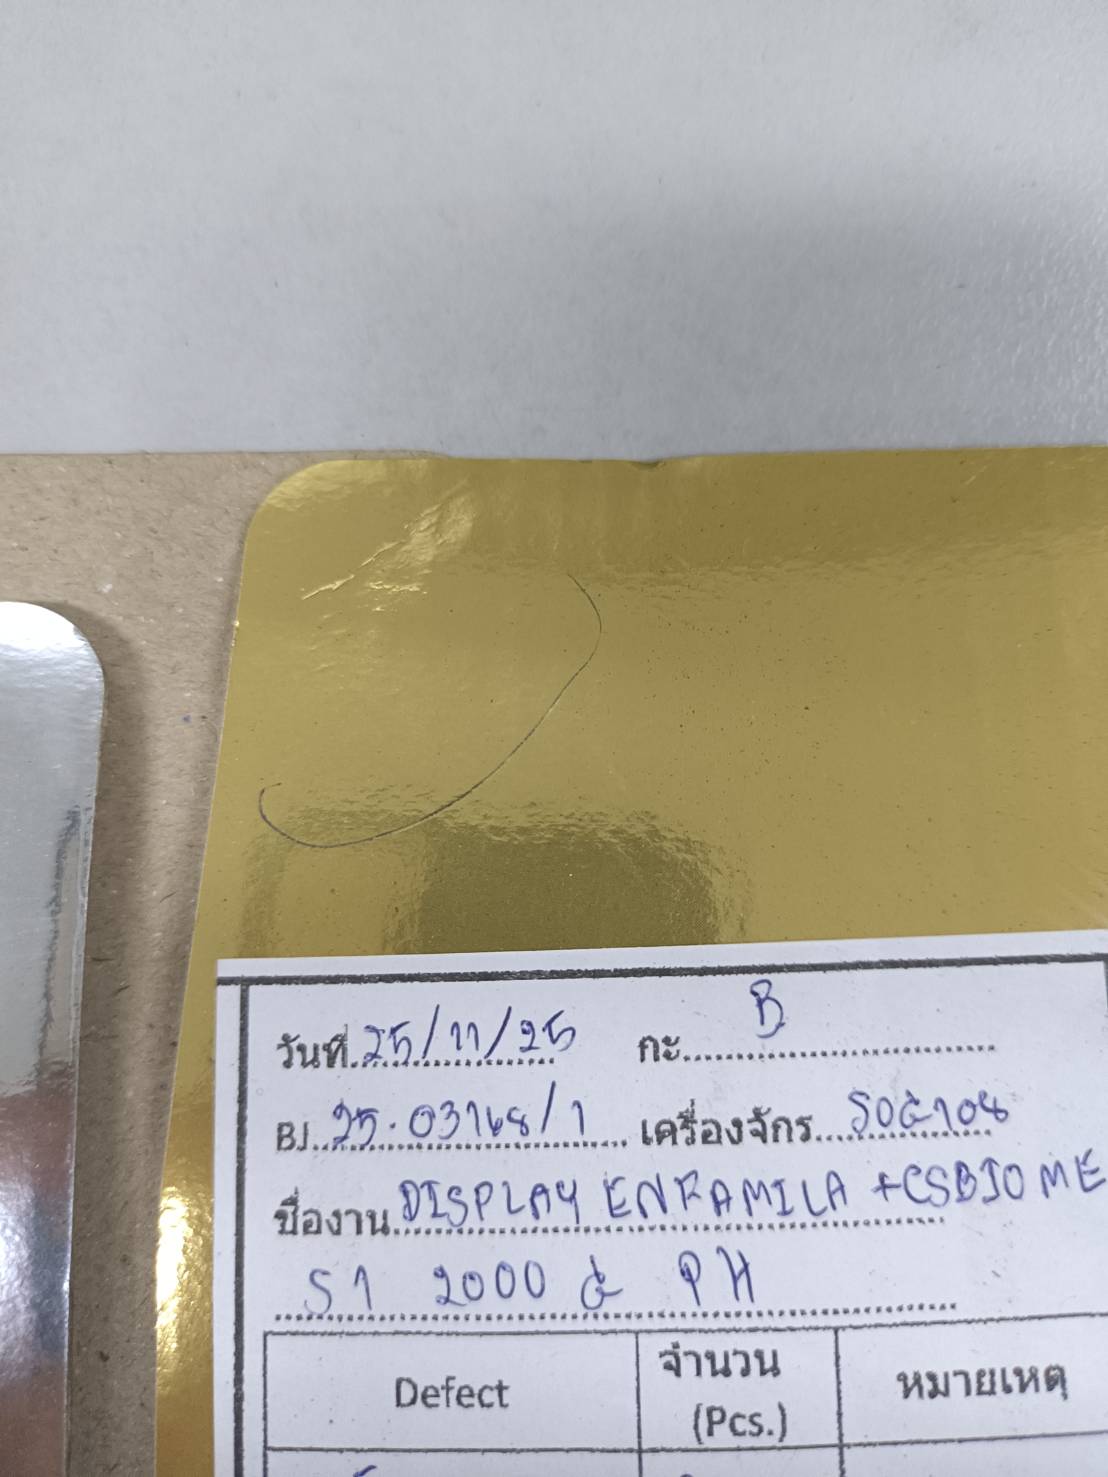 วันที่ 25/11/25 กะ B
BJ. 25.03168/1 เครื่องจักร SOG108
ชื่องาน DISPLAY ENFAMILA +CSBIOME
S1 2000 G PH
Defect จำนวน (Pcs.) หมายเหตุ